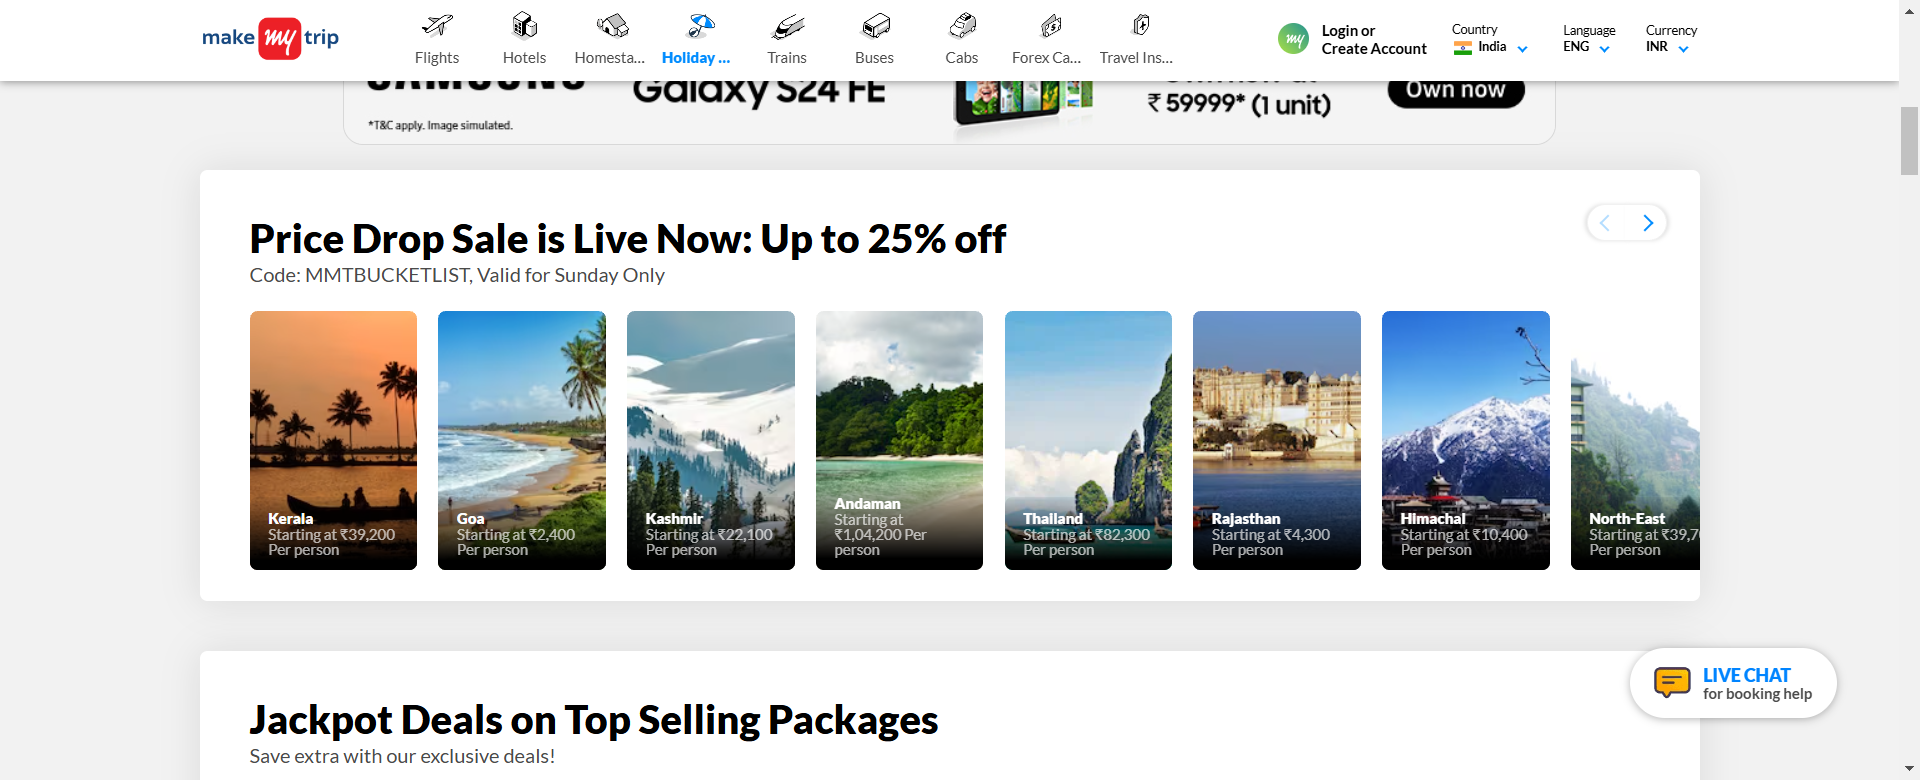 make my trip
Flights
Hotels
Homesta...
Holiday ...
Trains
Buses
Cabs
Forex Ca...
Travel Ins...
my
Login or
Create Account
Country
India
Language
ENG
Currency
INR
SAMSUNG
Galaxy S24 FE
₹ 59999* (1 unit)
Own now
*T&C apply. Image simulated.
Price Drop Sale is Live Now: Up to 25% off
Code: MMTBUCKETLIST, Valid for Sunday Only
Kerala
Starting at ₹39,200
Per person
Goa
Starting at ₹2,400
Per person
Kashmir
Starting at ₹22,100
Per person
Andaman
Starting at
₹1,04,200 Per
person
Thailand
Starting at ₹82,300
Per person
Rajasthan
Starting at ₹4,300
Per person
Himachal
Starting at ₹10,400
Per person
North-East
Starting at ₹39,7
Per person
LIVE CHAT
for booking help
Jackpot Deals on Top Selling Packages
Save extra with our exclusive deals!